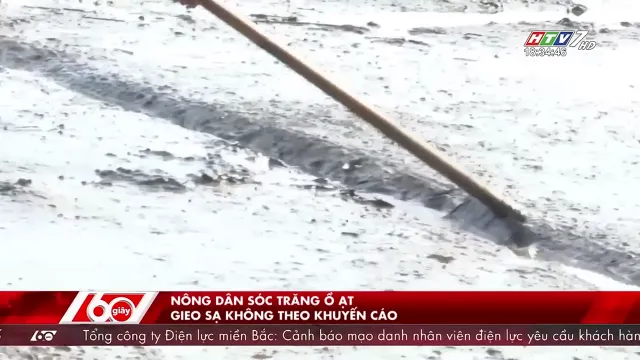 HTV7 HD
18:34:46
60 giây
NÔNG DÂN SÓC TRĂNG Ồ ẠT
GIEO SẠ KHÔNG THEO KHUYẾN CÁO
60 giây Tổng công ty Điện lực miền Bắc: Cảnh báo mạo danh nhân viên điện lực yêu cầu khách hàn